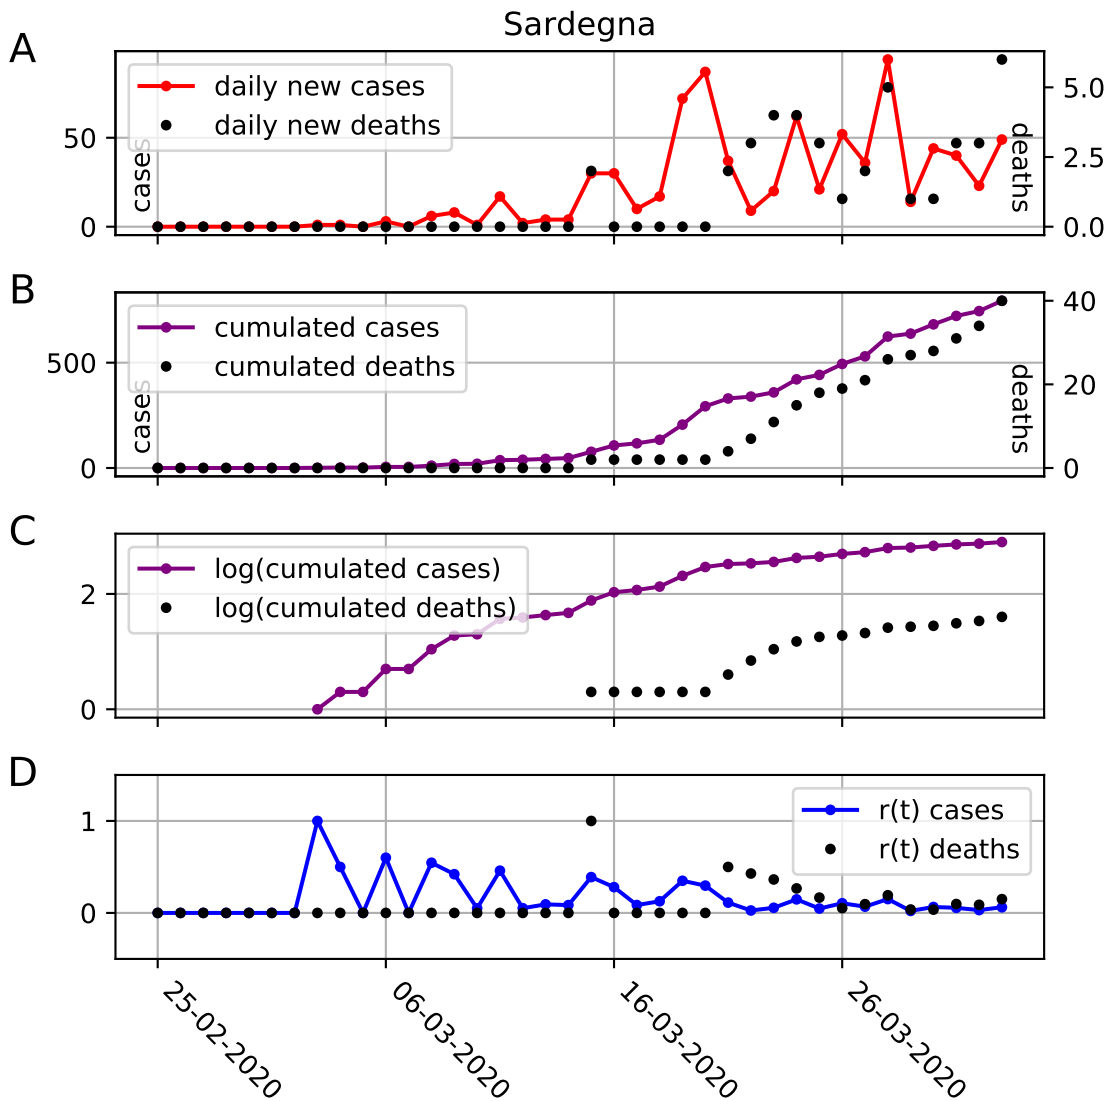 Sardegna
A
daily new cases
daily new deaths
50
0
cases
5.0
2.5
0.0
deaths
B
cumulated cases
cumulated deaths
500
0
cases
40
20
0
deaths
C
log(cumulated cases)
log(cumulated deaths)
2
0
D
r(t) cases
r(t) deaths
1
0
25-02-2020
06-03-2020
16-03-2020
26-03-2020